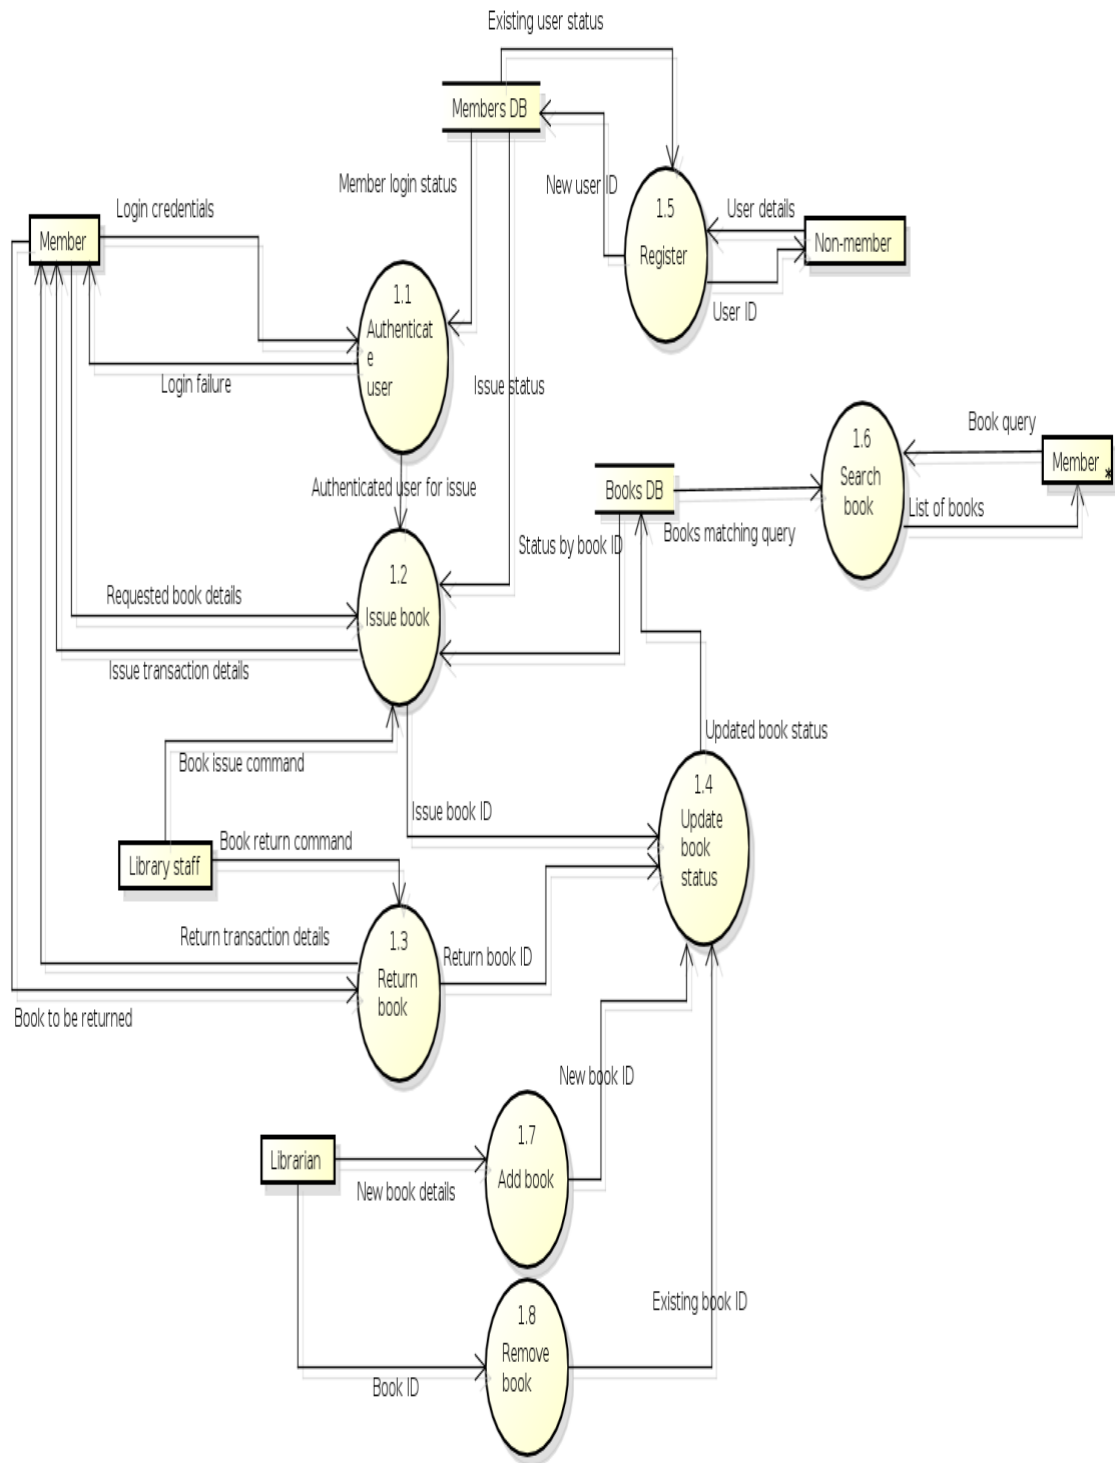 Existing user status
Members DB
Member login status
New user ID
1.5
Register
User details
Non-member
User ID
Login credentials
Member
1.1
Authenticat
e
user
Login failure
Issue status
Authenticated user for issue
Books DB
1.6
Search
book
Book query
Member
*
List of books
Books matching query
Status by book ID
1.2
Issue book
Requested book details
Issue transaction details
Book issue command
Issue book ID
Updated book status
1.4
Update
book
status
Library staff
Book return command
Return transaction details
1.3
Return
book
Return book ID
Book to be returned
New book ID
Librarian
New book details
1.7
Add book
Existing book ID
1.8
Remove
book
Book ID